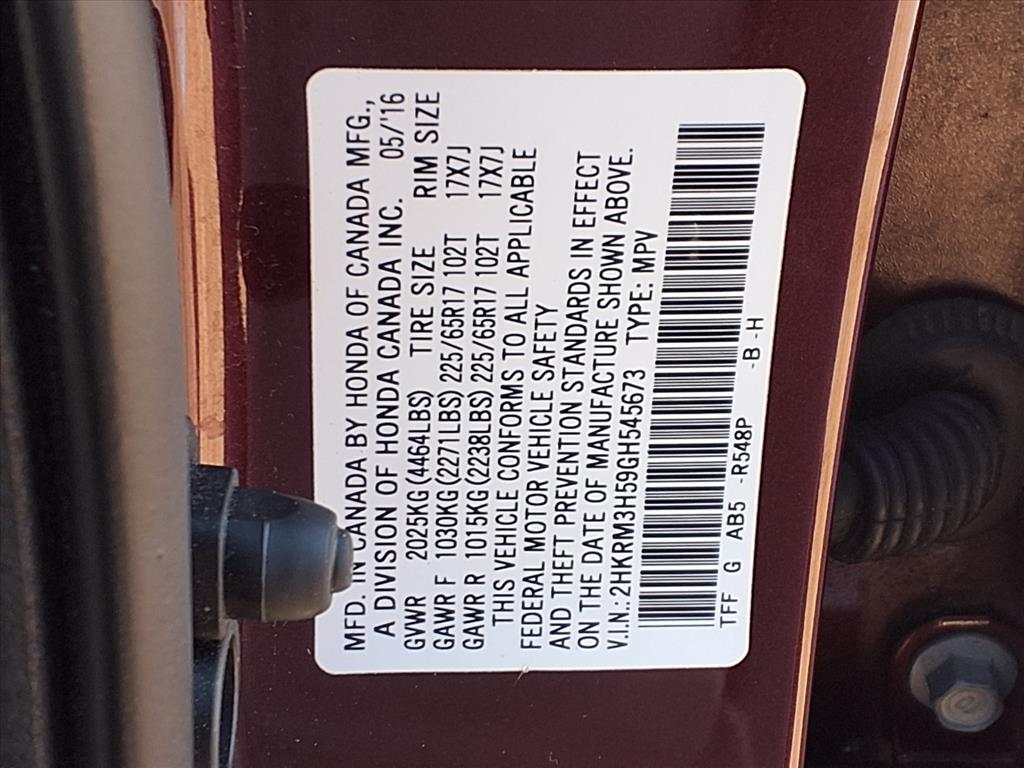 MFD. IN CANADA BY HONDA OF CANADA MFG.,
A DIVISION OF HONDA CANADA INC. 05/'16
GVWR 2025KG(4464LBS) TIRE SIZE RIM SIZE
GAWR F 1030KG(2271LBS) 225/65R17 102T 17X7J
GAWR R 1015KG(2238LBS) 225/65R17 102T 17X7J
THIS VEHICLE CONFORMS TO ALL APPLICABLE
FEDERAL MOTOR VEHICLE SAFETY
AND THEFT PREVENTION STANDARDS IN EFFECT
ON THE DATE OF MANUFACTURE SHOWN ABOVE.
V.I.N.:2HKRM3H59GH545673 TYPE: MPV
TFF G AB5 -R548P
-B -H